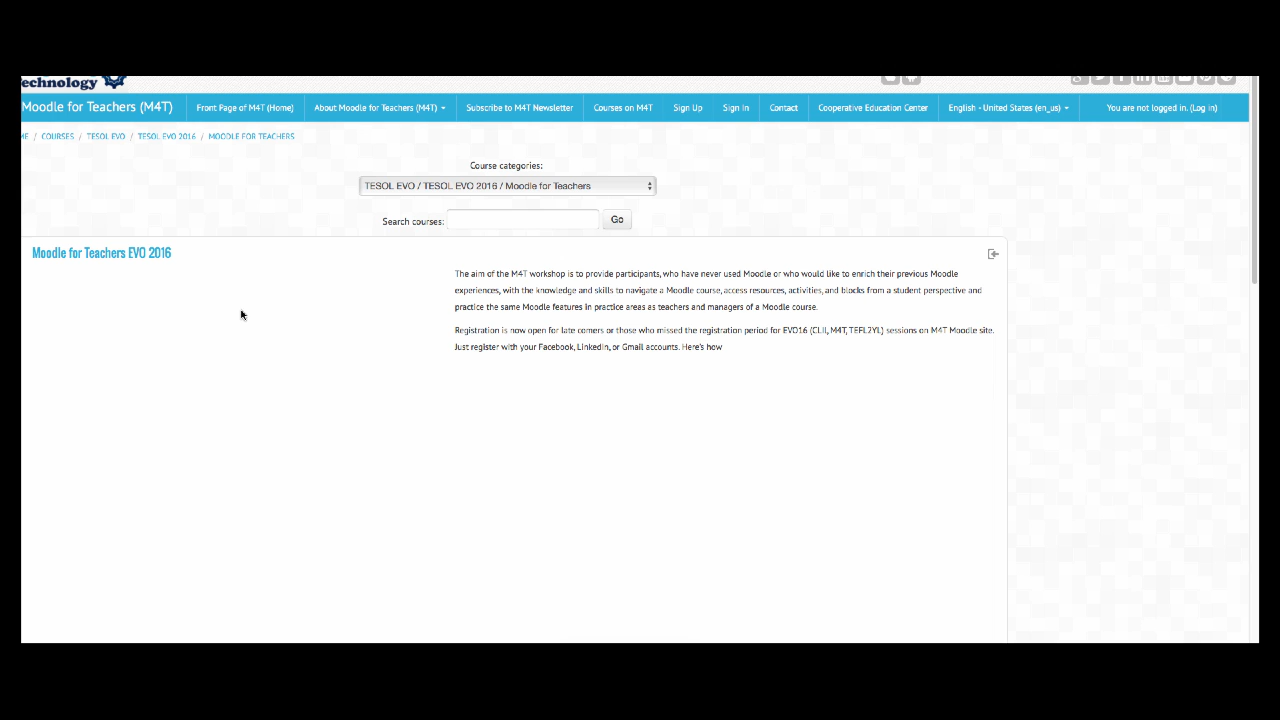 echnology
Moodle for Teachers (M4T) Front Page of M4T (Home) About Moodle for Teachers (M4T) Subscribe to M4T Newsletter Courses on M4T Sign Up Sign In Contact Cooperative Education Center English - United States (en_us) You are not logged in. (Log in)
ME / COURSES / TESOL EVO / TESOL EVO 2016 / MOODLE FOR TEACHERS
Course categories:
TESOL EVO / TESOL EVO 2016 / Moodle for Teachers
Search courses: Go
Moodle for Teachers EVO 2016
The aim of the M4T workshop is to provide participants, who have never used Moodle or who would like to enrich their previous Moodle
experiences, with the knowledge and skills to navigate a Moodle course, access resources, activities, and blocks from a student perspective and
practice the same Moodle features in practice areas as teachers and managers of a Moodle course.
Registration is now open for late comers or those who missed the registration period for EVO16 (CLIL, M4T, TEFL2YL) sessions on M4T Moodle site.
Just register with your Facebook, LinkedIn, or Gmail accounts. Here's how